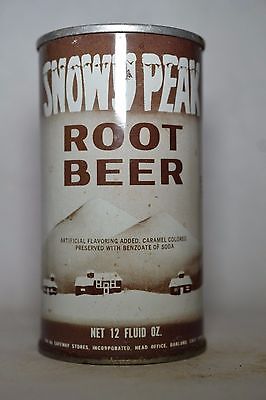 SNOWY PEAK
ROOT
BEER
ARTIFICIAL FLAVORING ADDED, CARAMEL COLORED
PRESERVED WITH BENZOATE OF SODA
NET 12 FLUID OZ.
SAFEWAY STORES, INCORPORATED, HEAD OFFICE, OAKLAND,